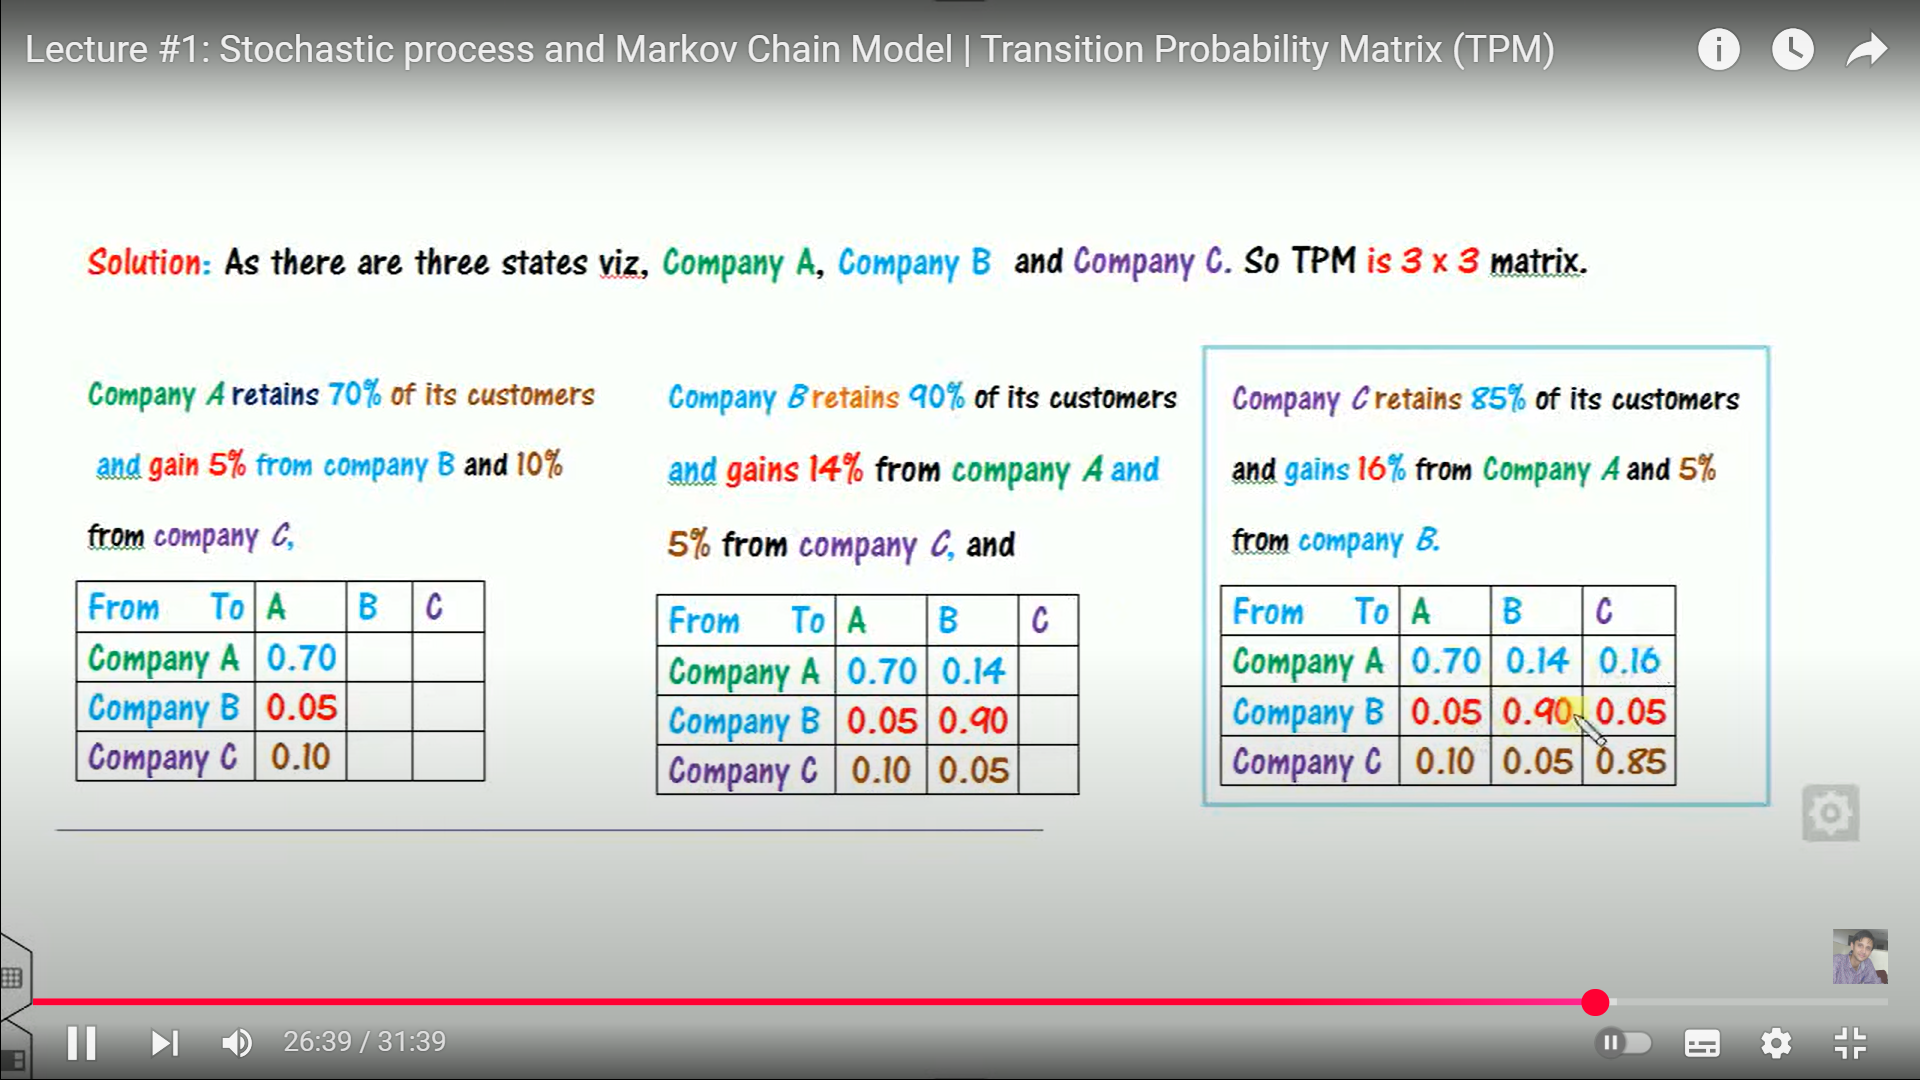 Lecture #1: Stochastic process and Markov Chain Model | Transition Probability Matrix (TPM)
Solution: As there are three states viz, Company A, Company B and Company C. So TPM is 3 x 3 matrix.
Company A retains 70% of its customers
and gain 5% from company B and 10%
from company C,
From To A B C
Company A 0.70
Company B 0.05
Company C 0.10
Company B retains 90% of its customers
and gains 14% from company A and
5% from company C, and
From To A B C
Company A 0.70 0.14
Company B 0.05 0.90
Company C 0.10 0.05
Company C retains 85% of its customers
and gains 16% from Company A and 5%
from company B.
From To A B C
Company A 0.70 0.14 0.16
Company B 0.05 0.90 0.05
Company C 0.10 0.05 0.85
26:39 / 31:39